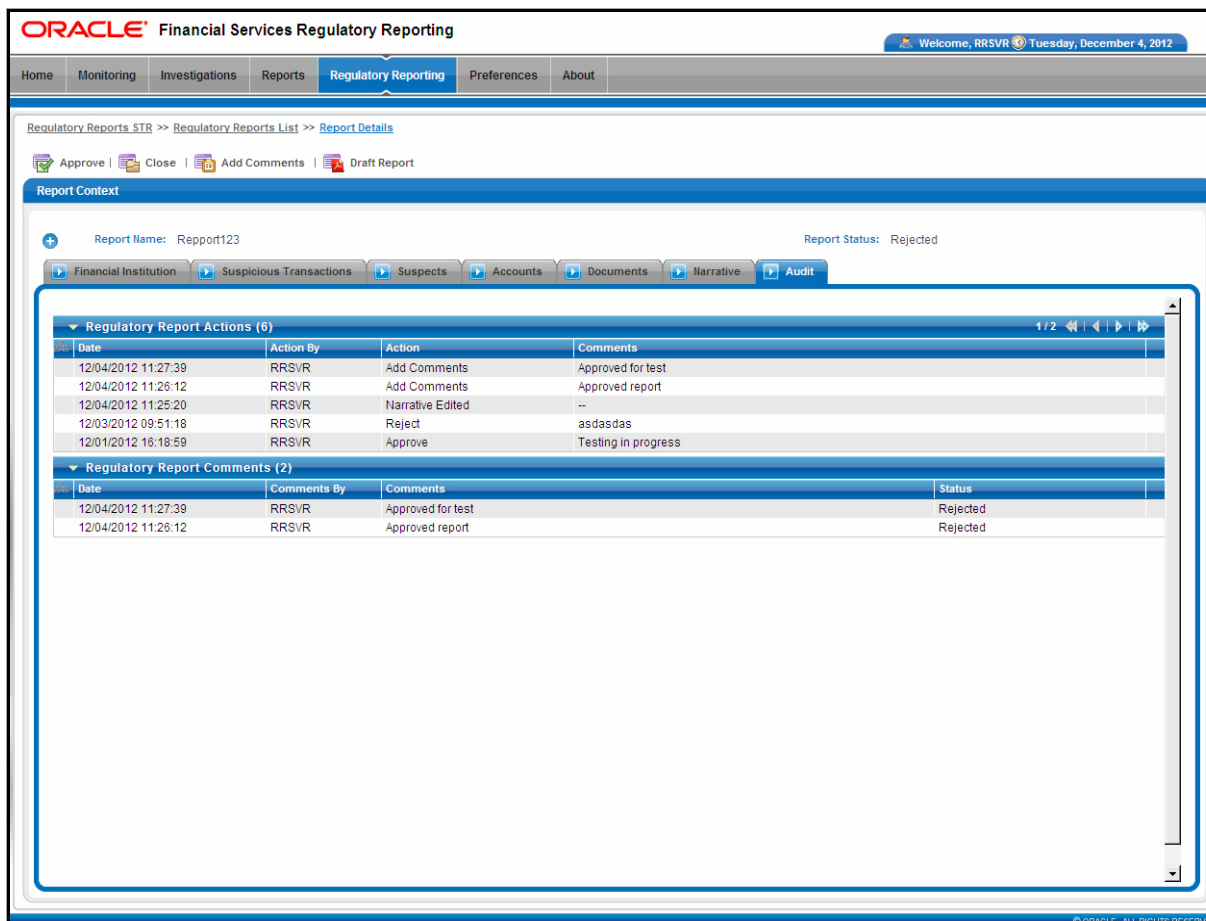 ORACLE® Financial Services Regulatory Reporting
Welcome, RRSVR Tuesday, December 4, 2012
Home Monitoring Investigations Reports Regulatory Reporting Preferences About
Regulatory Reports STR >> Regulatory Reports List >> Report Details
Approve | Close | Add Comments | Draft Report
Report Context
Report Name: Repport123 Report Status: Rejected
Financial Institution Suspicious Transactions Suspects Accounts Documents Narrative Audit
Regulatory Report Actions (6) 1 / 2
Date Action By Action Comments
12/04/2012 11:27:39 RRSVR Add Comments Approved for test
12/04/2012 11:26:12 RRSVR Add Comments Approved report
12/04/2012 11:25:20 RRSVR Narrative Edited --
12/03/2012 09:51:18 RRSVR Reject asdasdas
12/01/2012 16:18:59 RRSVR Approve Testing in progress
Regulatory Report Comments (2)
Date Comments By Comments Status
12/04/2012 11:27:39 RRSVR Approved for test Rejected
12/04/2012 11:26:12 RRSVR Approved report Rejected
© ORACLE ALL RIGHTS